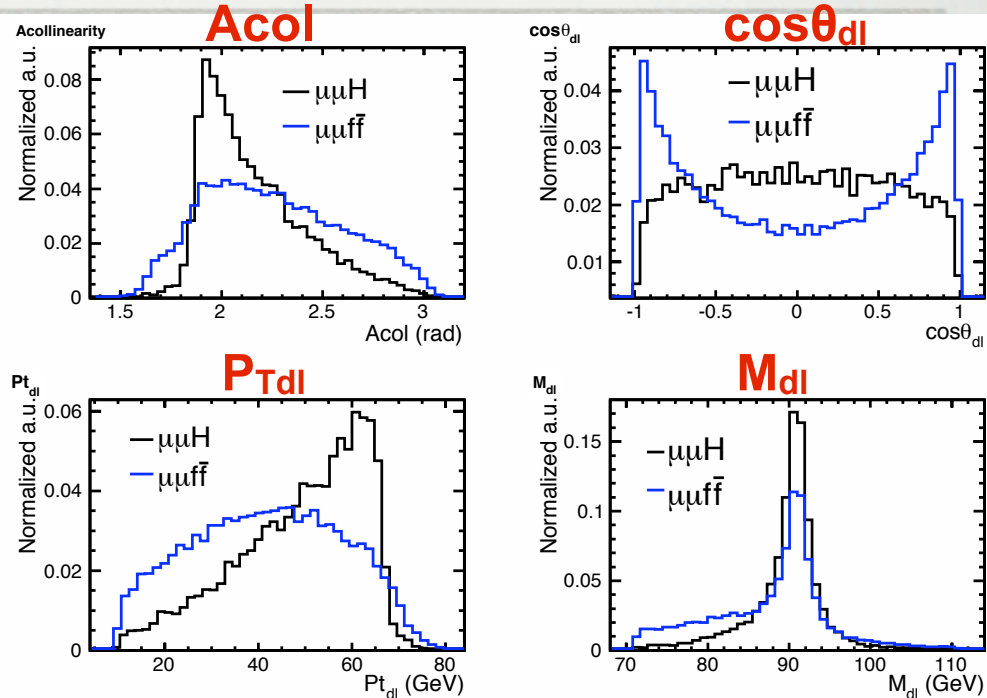 Acollinearity
Acol
Normalized a.u.
0.08
0.06
0.04
0.02
0
μμH
μμff̄
1.5 2 2.5 3
Acol (rad)
cosθdl
cosθdl
Normalized a.u.
0.04
0.03
0.02
0.01
μμH
μμff̄
-1 -0.5 0 0.5 1
cosθdl
Ptdl
PTdl
Normalized a.u.
0.06
0.04
0.02
0
μμH
μμff̄
20 40 60 80
Ptdl (GeV)
Mdl
Mdl
Normalized a.u.
0.15
0.1
0.05
0
μμH
μμff̄
70 80 90 100 110
Mdl (GeV)